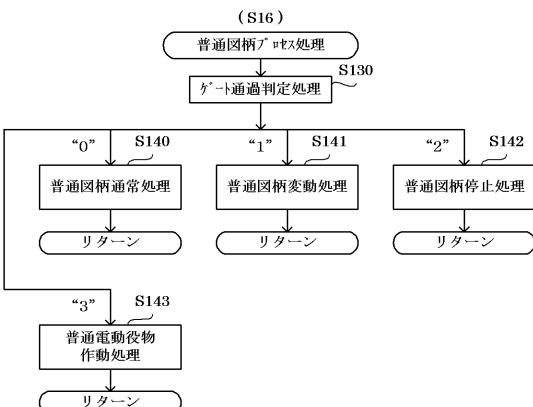 (S16)
普通図柄ﾌﾟﾛｾｽ処理
S130
ｹﾞｰﾄ通過判定処理
“0”
S140
“1”
S141
“2”
S142
普通図柄通常処理
普通図柄変動処理
普通図柄停止処理
リターン
リターン
リターン
“3”
S143
普通電動役物
作動処理
リターン